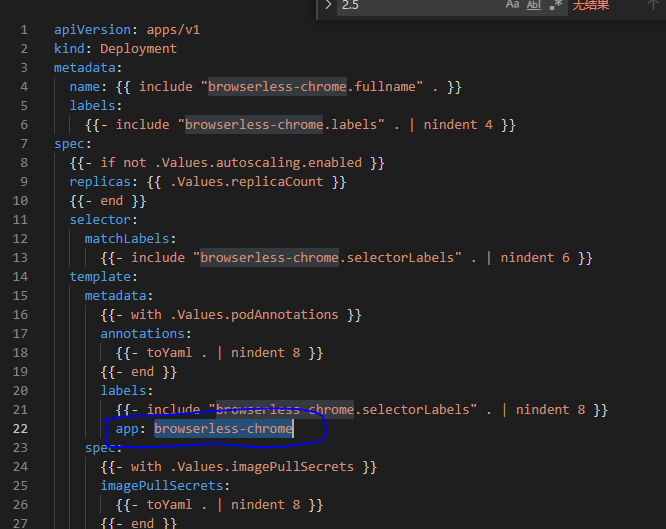 2.5 Aa Abl .* 无结果
1 apiVersion: apps/v1
2 kind: Deployment
3 metadata:
4 name: {{ include "browserless-chrome.fullname" . }}
5 labels:
6 {{- include "browserless-chrome.labels" . | nindent 4 }}
7 spec:
8 {{- if not .Values.autoscaling.enabled }}
9 replicas: {{ .Values.replicaCount }}
10 {{- end }}
11 selector:
12 matchLabels:
13 {{- include "browserless-chrome.selectorLabels" . | nindent 6 }}
14 template:
15 metadata:
16 {{- with .Values.podAnnotations }}
17 annotations:
18 {{- toYaml . | nindent 8 }}
19 {{- end }}
20 labels:
21 {{- include "browserless-chrome.selectorLabels" . | nindent 8 }}
22 app: browserless-chrome
23 spec:
24 {{- with .Values.imagePullSecrets }}
25 imagePullSecrets:
26 {{- toYaml . | nindent 8 }}
27 {{- end }}